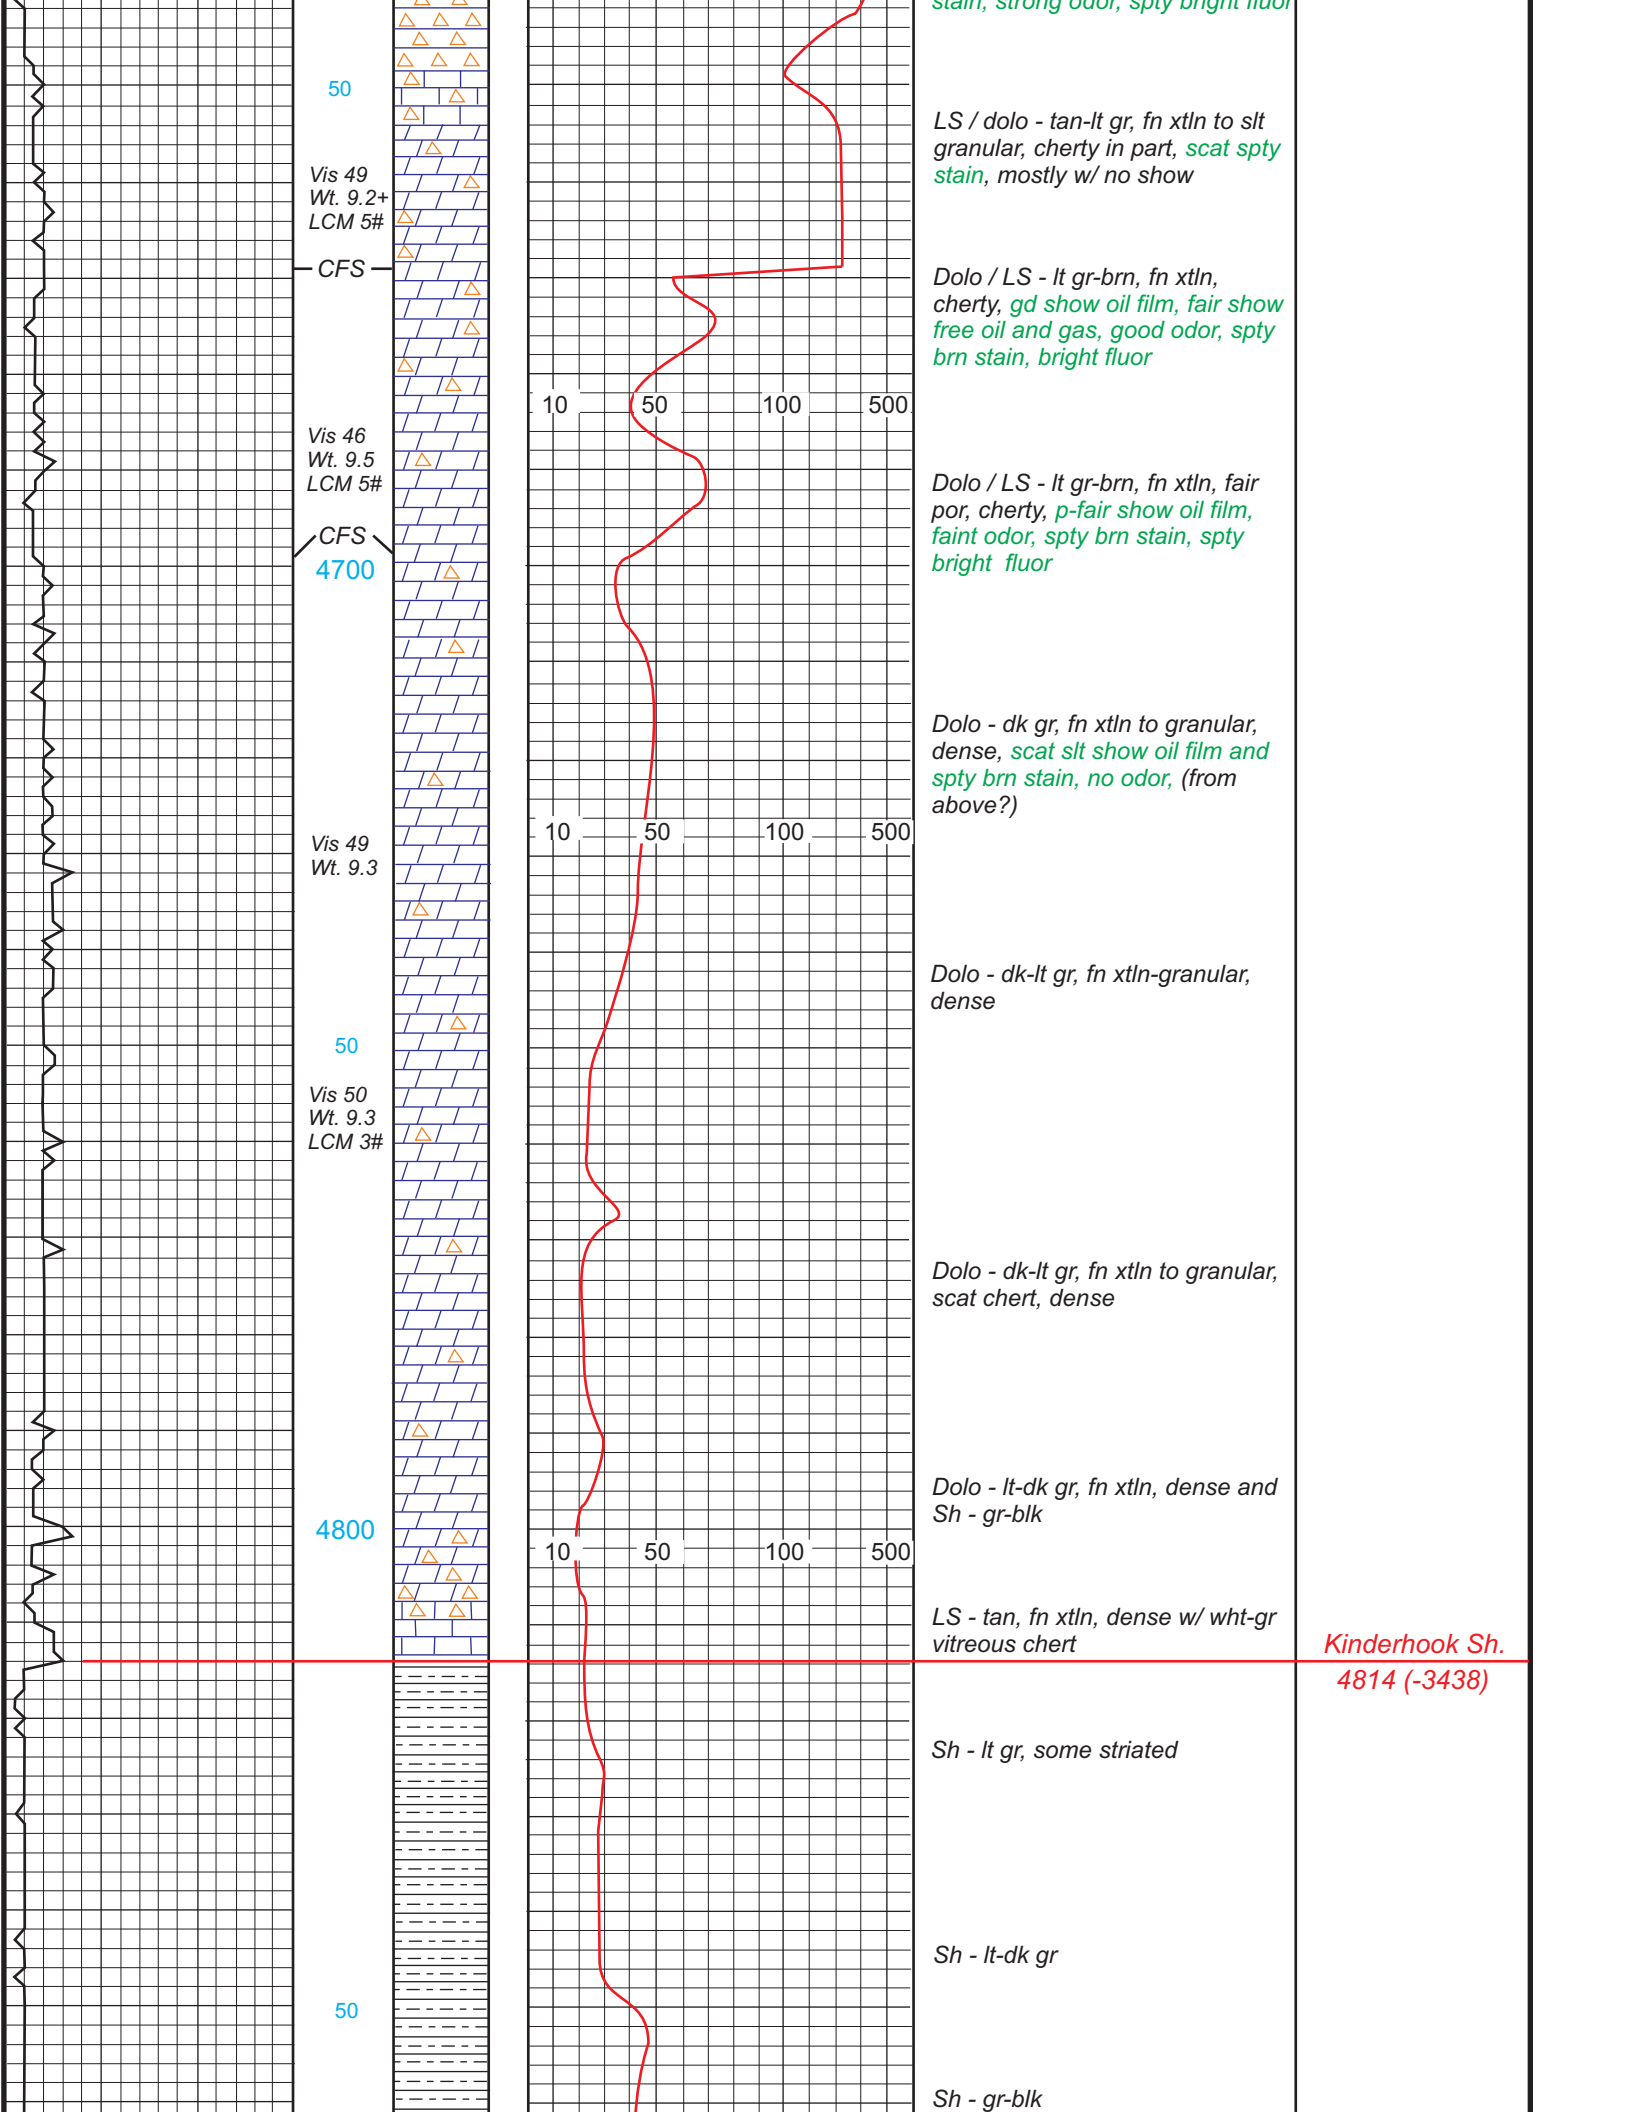 stain, strong odor, spty bright fluor
50
LS / dolo - tan-lt gr, fn xtln to slt
granular, cherty in part, scat spty
stain, mostly w/ no show
Vis 49
Wt. 9.2+
LCM 5#
CFS
Dolo / LS - lt gr-brn, fn xtln,
cherty, gd show oil film, fair show
free oil and gas, good odor, spty
brn stain, bright fluor
10 50 100 500
Vis 46
Wt. 9.5
LCM 5#
Dolo / LS - lt gr-brn, fn xtln, fair
por, cherty, p-fair show oil film,
faint odor, spty brn stain, spty
bright fluor
CFS
4700
Dolo - dk gr, fn xtln to granular,
dense, scat slt show oil film and
spty brn stain, no odor, (from
above?)
10 50 100 500
Vis 49
Wt. 9.3
Dolo - dk-lt gr, fn xtln-granular,
dense
50
Vis 50
Wt. 9.3
LCM 3#
Dolo - dk-lt gr, fn xtln to granular,
scat chert, dense
Dolo - lt-dk gr, fn xtln, dense and
Sh - gr-blk
4800
10 50 100 500
LS - tan, fn xtln, dense w/ wht-gr
vitreous chert
Kinderhook Sh.
4814 (-3438)
Sh - lt gr, some striated
Sh - lt-dk gr
50
Sh - gr-blk